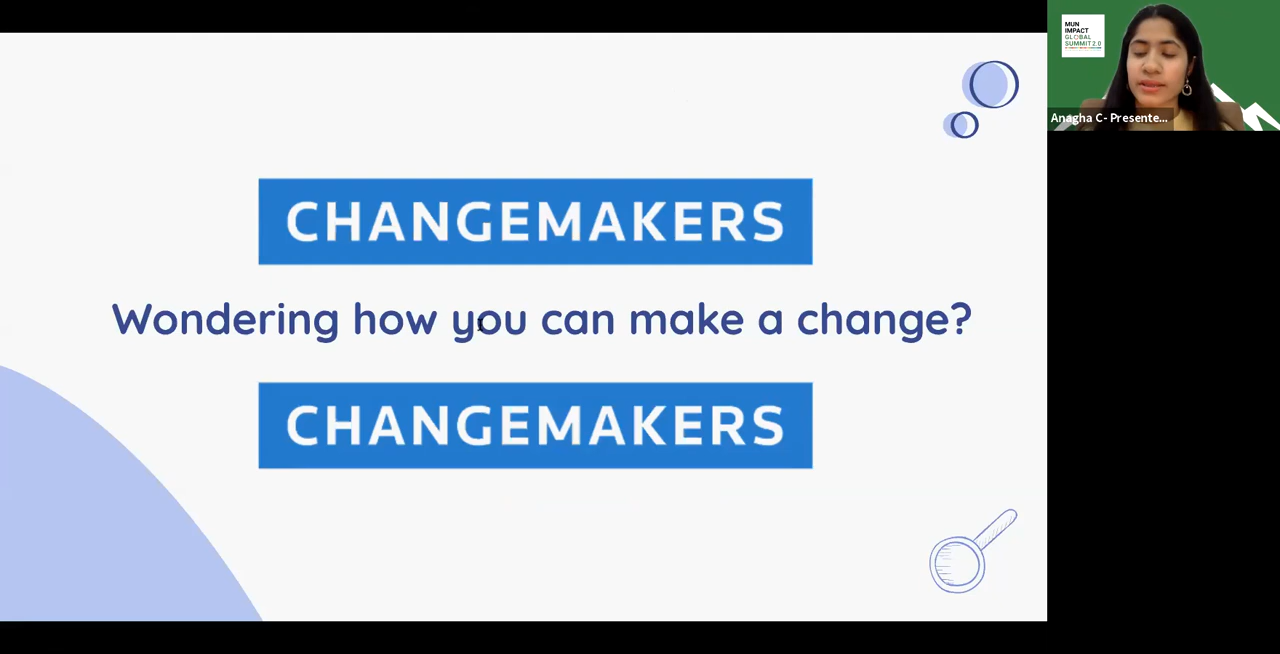 CHANGEMAKERS
Wondering how you can make a change?
CHANGEMAKERS
MUN
IMPACT
GLOBAL
SUMMIT 2.0
Anagha C- Presente...